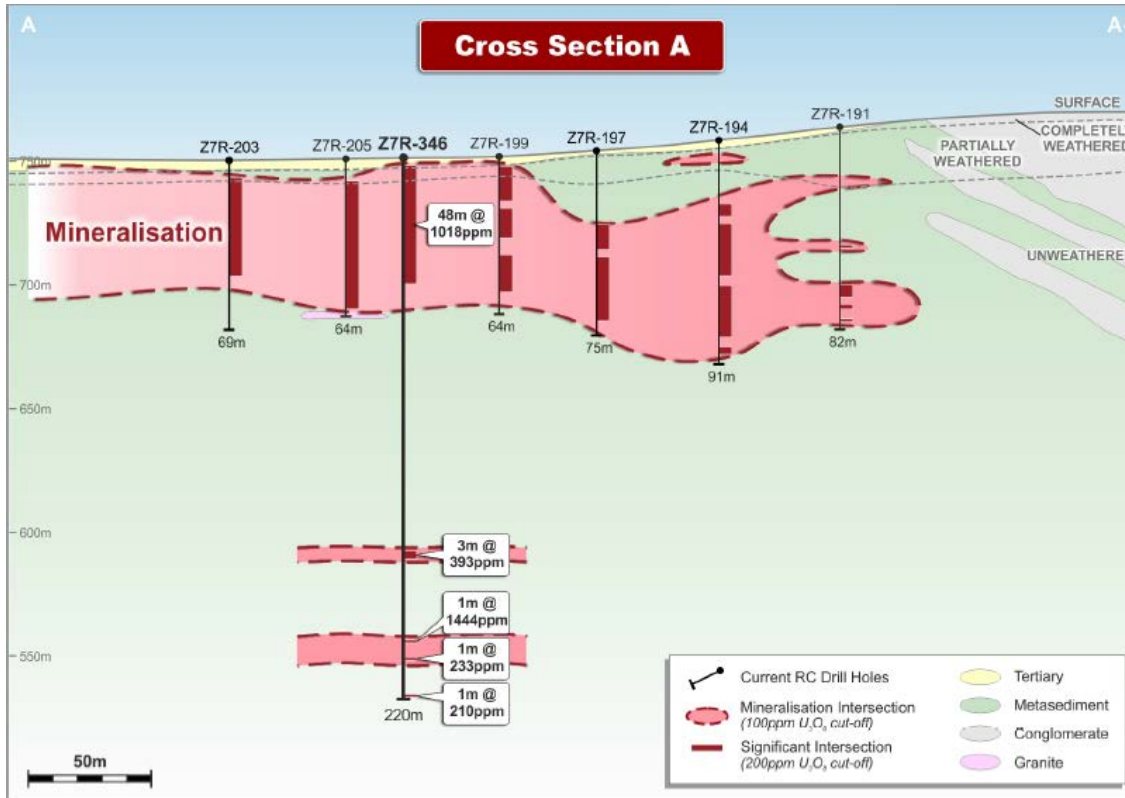 A
Cross Section A
A
Z7R-203
Z7R-205
Z7R-346
Z7R-199
Z7R-197
Z7R-194
Z7R-191
SURFACE
COMPLETELY
WEATHERED
PARTIALLY
WEATHERED
UNWEATHERE
750m
700m
650m
600m
550m
Mineralisation
48m @
1018ppm
69m
64m
64m
75m
91m
82m
3m @
393ppm
1m @
1444ppm
1m @
233ppm
1m @
210ppm
220m
50m
Current RC Drill Holes
Mineralisation Intersection
(100ppm U₃O₈ cut-off)
Significant Intersection
(200ppm U₃O₈ cut-off)
Tertiary
Metasediment
Conglomerate
Granite